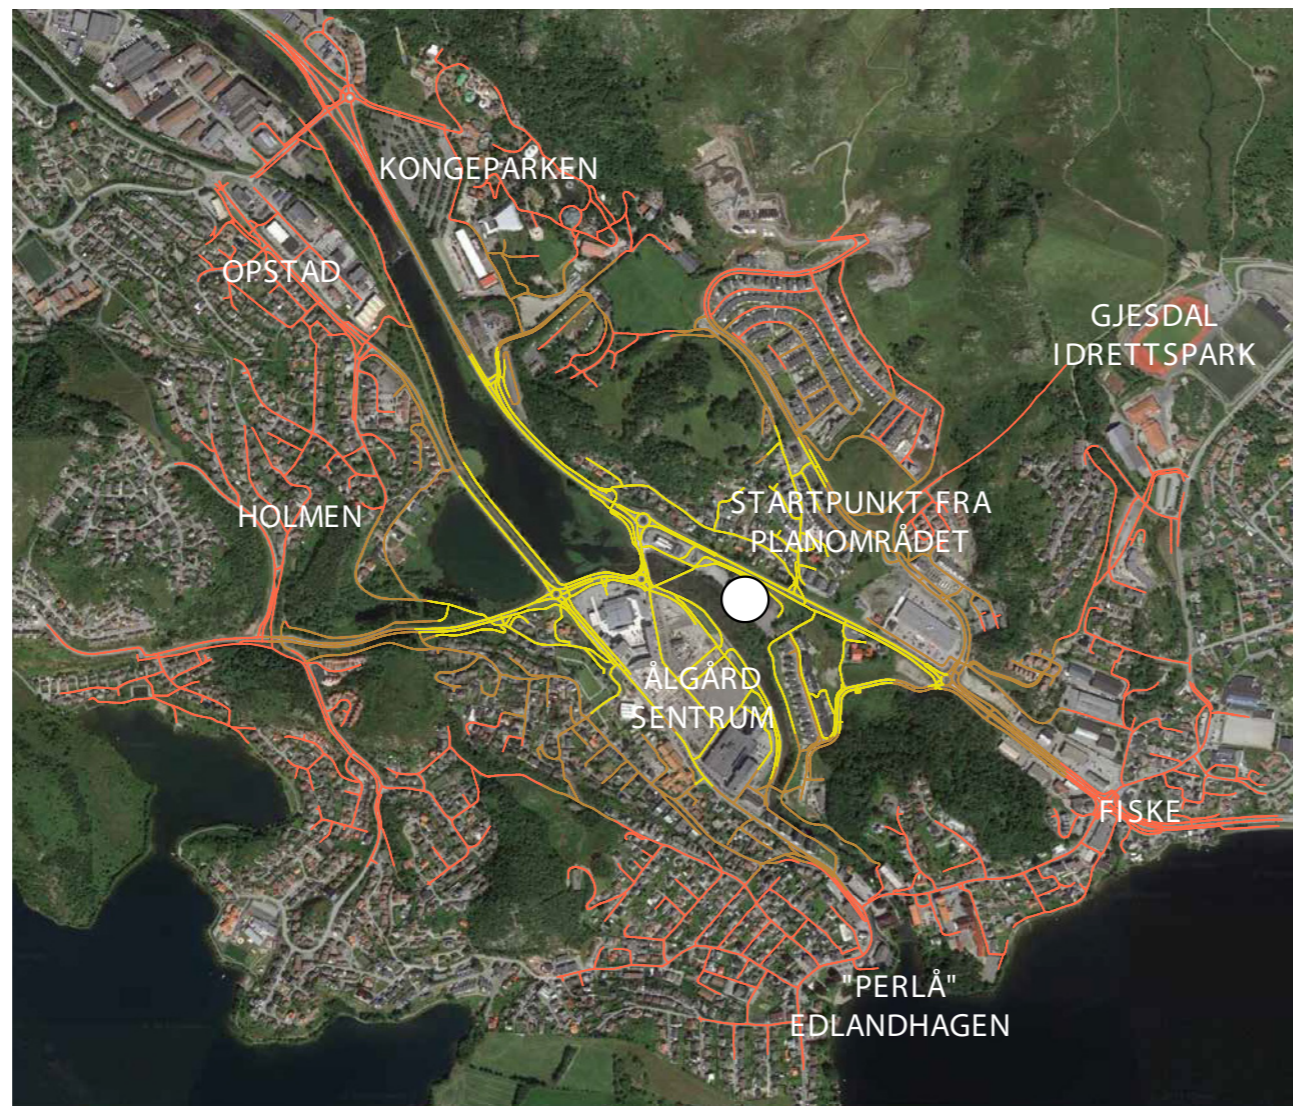 KONGEPARKEN
OPSTAD
GJESDAL
IDRETTSPARK
HOLMEN
STARTPUNKT FRA
PLANOMRÅDET
ÅLGÅRD
SENTRUM
FISKE
"PERLÅ"
EDLANDHAGEN